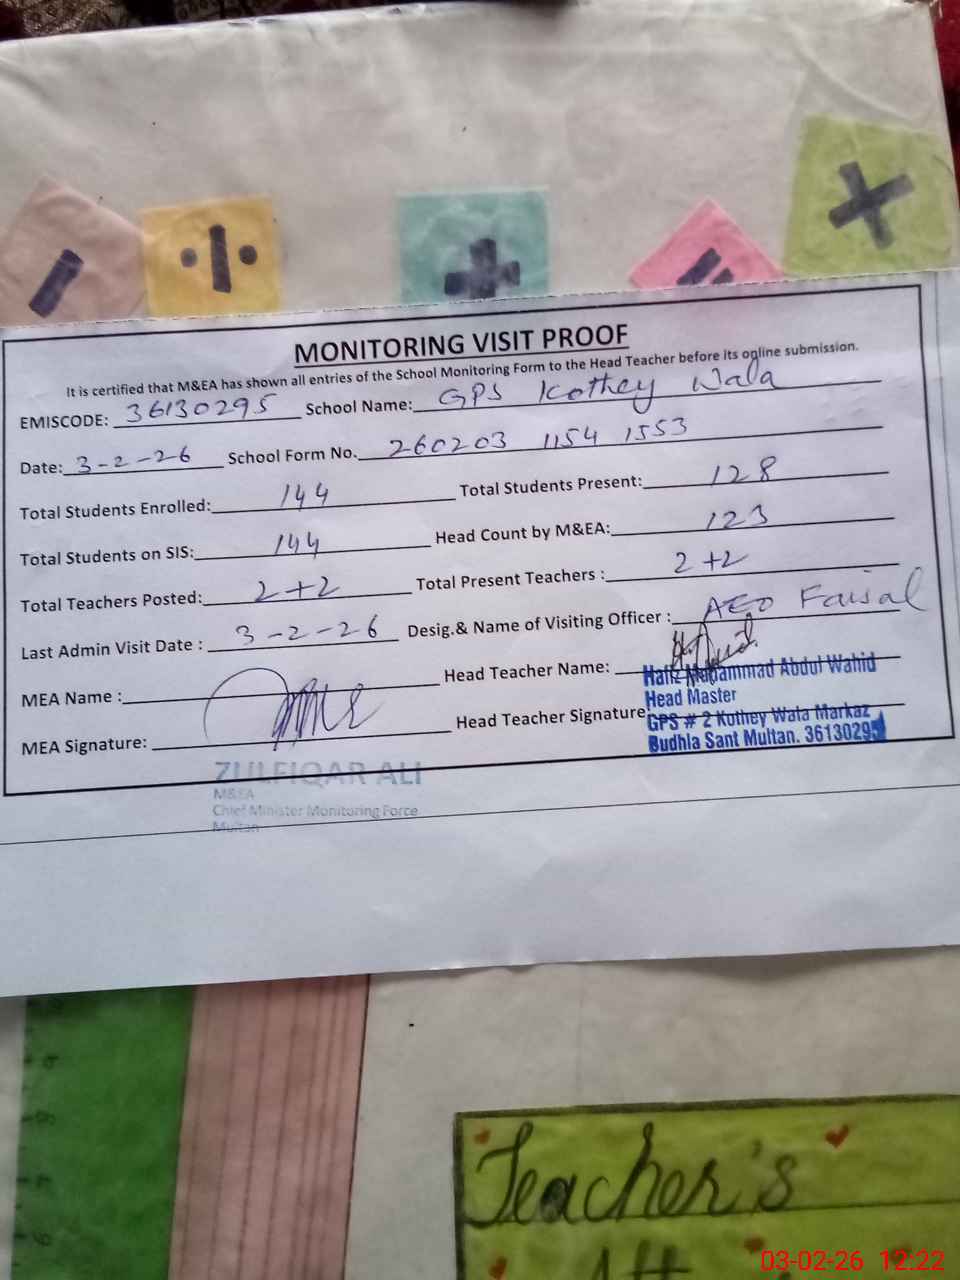 MONITORING VISIT PROOF
It is certified that M&EA has shown all entries of the School Monitoring Form to the Head Teacher before its online submission.
EMISCODE: 36130295 School Name: GPS Kothey Wala
Date: 3-2-26 School Form No. 260203 1154 1553
Total Students Enrolled: 144 Total Students Present: 128
Total Students on SIS: 144 Head Count by M&EA: 123
Total Teachers Posted: 2+2 Total Present Teachers : 2+2
Last Admin Visit Date : 3-2-26 Desig.& Name of Visiting Officer : AEO Faisal
MEA Name : Head Teacher Name:
Hafiz Muhammad Abdul Wahid
Head Master
MEA Signature: Head Teacher Signature
GPS # 2 Kothey Wala Markaz
Budhla Sant Multan. 36130295
ZULFIQAR ALI
M&EA
Chief Minister Monitoring Force
Multan
Teacher's
03-02-26 12:22